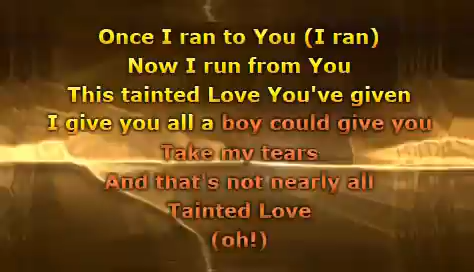 Once I ran to You (I ran)
Now I run from You
This tainted Love You've given
I give you all a boy could give you
Take my tears
And that's not nearly all
Tainted Love
(oh!)